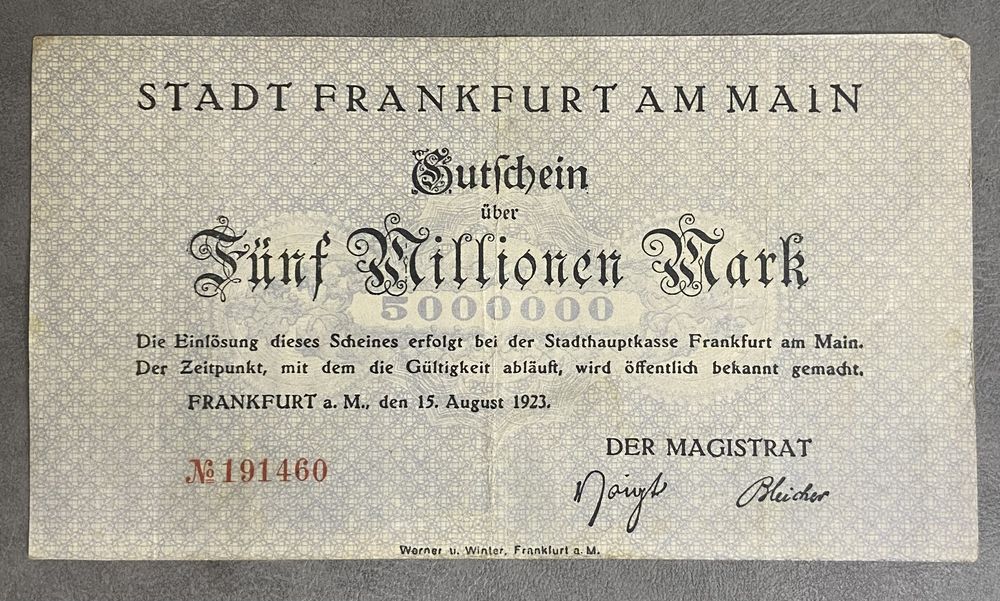 STADT FRANKFURT AM MAIN
Gutſchein
über
Fünf Millionen Mark
5000000
Die Einlösung dieses Scheines erfolgt bei der Stadthauptkasse Frankfurt am Main.
Der Zeitpunkt, mit dem die Gültigkeit abläuft, wird öffentlich bekannt gemacht.
FRANKFURT a. M., den 15. August 1923.
DER MAGISTRAT
№ 191460
Voigt Bleicher
Werner u. Winter, Frankfurt a. M.